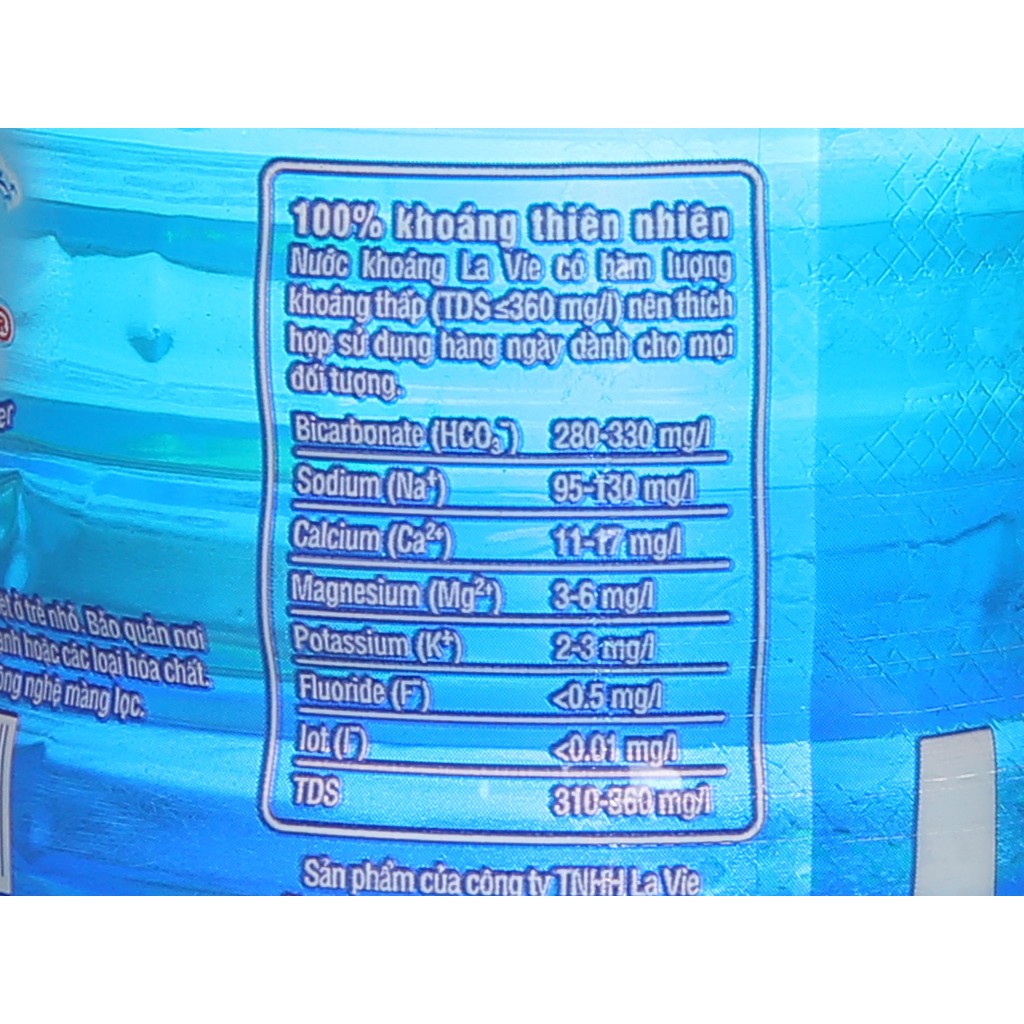 100% khoáng thiên nhiên
Nước khoáng La Vie có hàm lượng
khoáng thấp (TDS ≤360 mg/l) nên thích
hợp sử dụng hàng ngày dành cho mọi
đối tượng.
Bicarbonate (HCO₃⁻) 280-330 mg/l
Sodium (Na⁺) 95-130 mg/l
Calcium (Ca²⁺) 11-17 mg/l
Magnesium (Mg²⁺) 3-6 mg/l
Potassium (K⁺) 2-3 mg/l
Fluoride (F⁻) <0.5 mg/l
Iot (I⁻) <0.01 mg/l
TDS 310-360 mg/l
Sản phẩm của công ty TNHH La Vie
ở trẻ nhỏ. Bảo quản nơi
hoặc các loại hóa chất.
nghệ màng lọc.